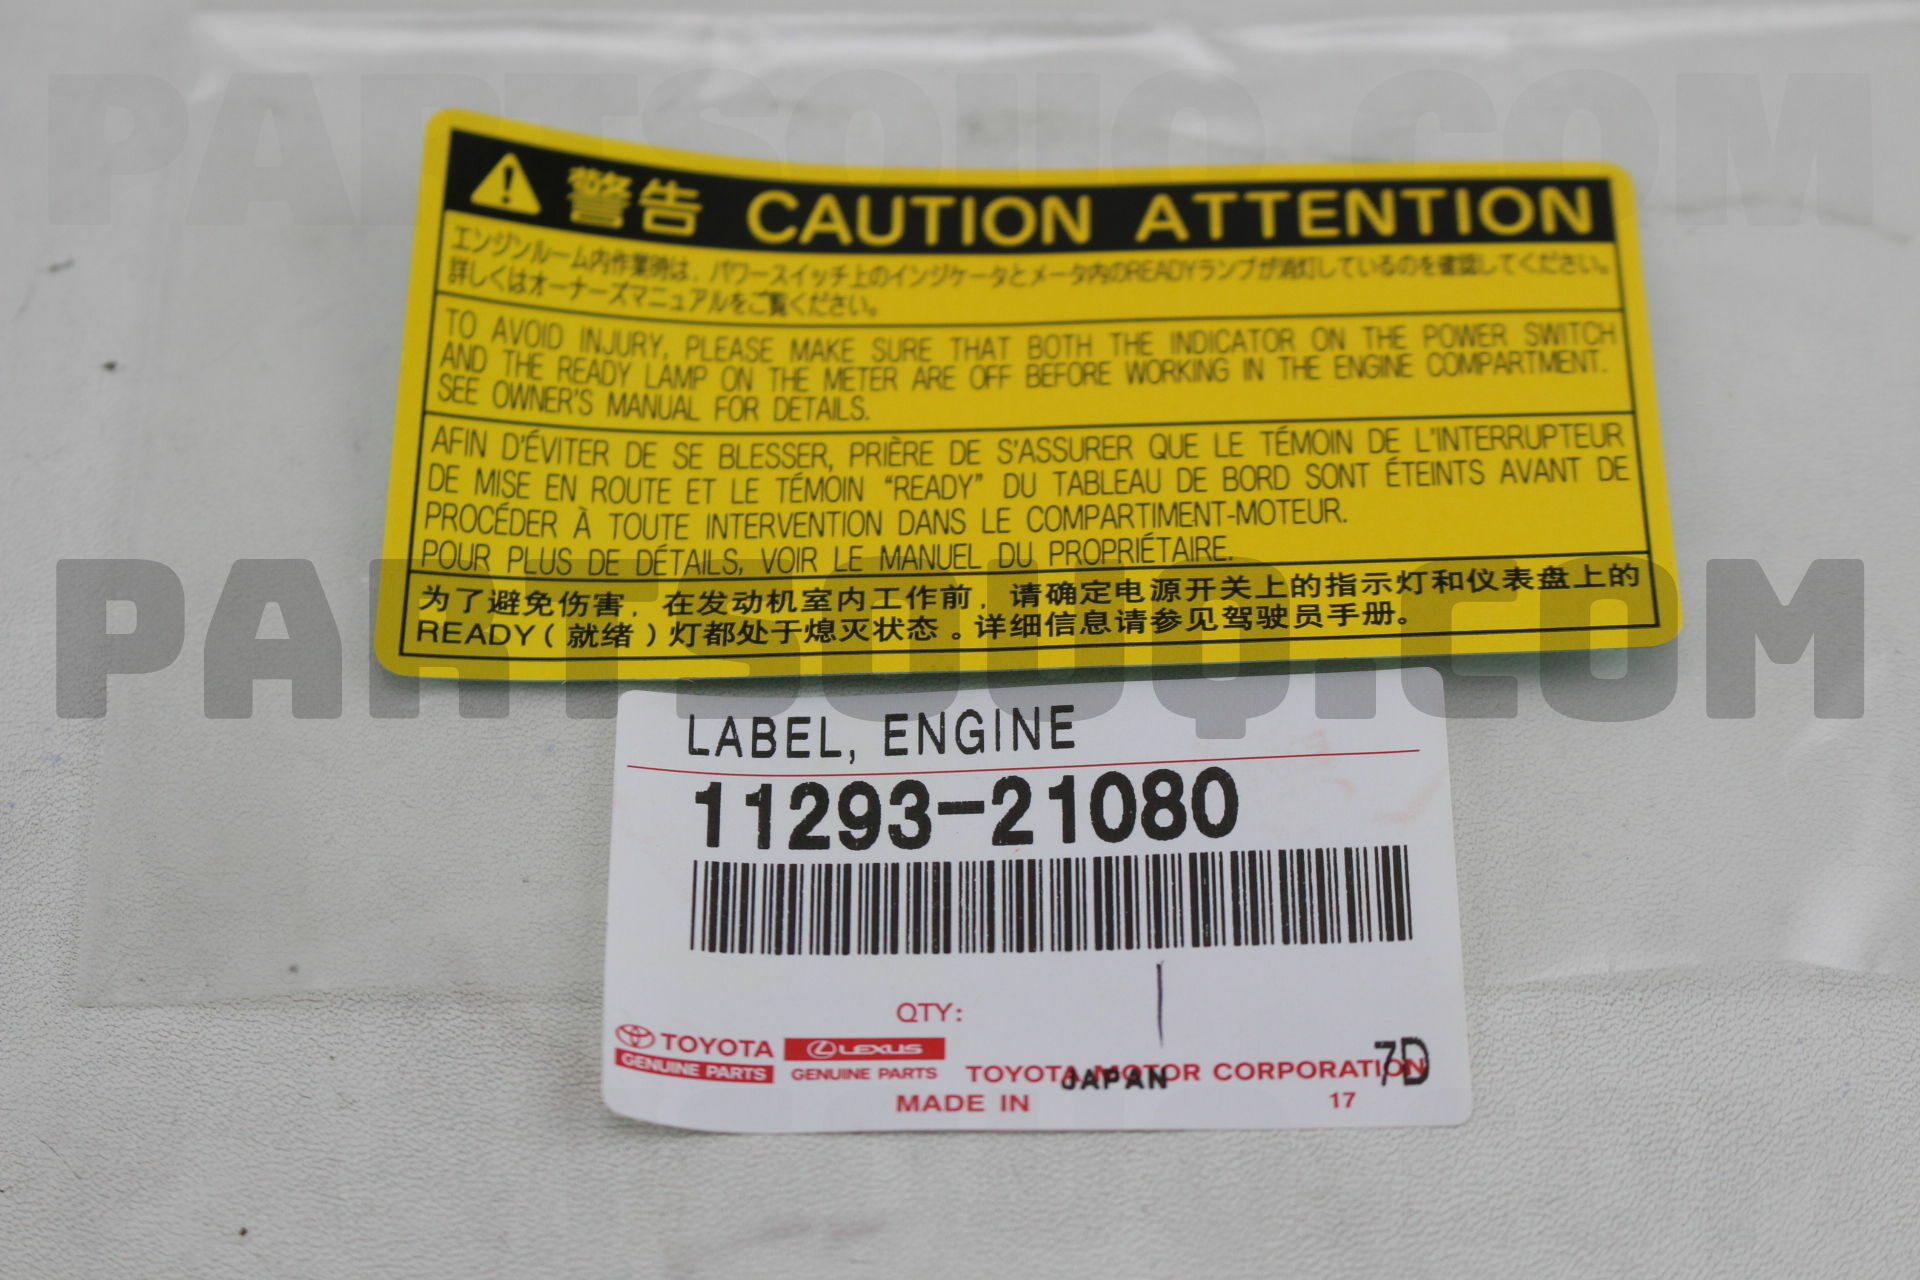 PARTSOUQ.COM
警告 CAUTION ATTENTION
エンジンルーム内作業時は、パワースイッチ上のインジケータとメータ内のREADYランプが消灯しているのを確認してください。
詳しくはオーナーズマニュアルをご覧ください。
TO AVOID INJURY, PLEASE MAKE SURE THAT BOTH THE INDICATOR ON THE POWER SWITCH
AND THE READY LAMP ON THE METER ARE OFF BEFORE WORKING IN THE ENGINE COMPARTMENT.
SEE OWNER'S MANUAL FOR DETAILS.
AFIN D'ÉVITER DE SE BLESSER, PRIÈRE DE S'ASSURER QUE LE TÉMOIN DE L'INTERRUPTEUR
DE MISE EN ROUTE ET LE TÉMOIN “READY” DU TABLEAU DE BORD SONT ÉTEINTS AVANT DE
PROCÉDER À TOUTE INTERVENTION DANS LE COMPARTIMENT-MOTEUR.
POUR PLUS DE DÉTAILS, VOIR LE MANUEL DU PROPRIÉTAIRE.
为了避免伤害，在发动机室内工作前，请确定电源开关上的指示灯和仪表盘上的
READY（就绪）灯都处于熄灭状态。详细信息请参见驾驶员手册。
PARTSOUQ.COM
LABEL, ENGINE
11293-21080
QTY: 1
TOYOTA
GENUINE PARTS
LEXUS
GENUINE PARTS
TOYOTA MOTOR CORPORATION
7D
MADE IN JAPAN
17